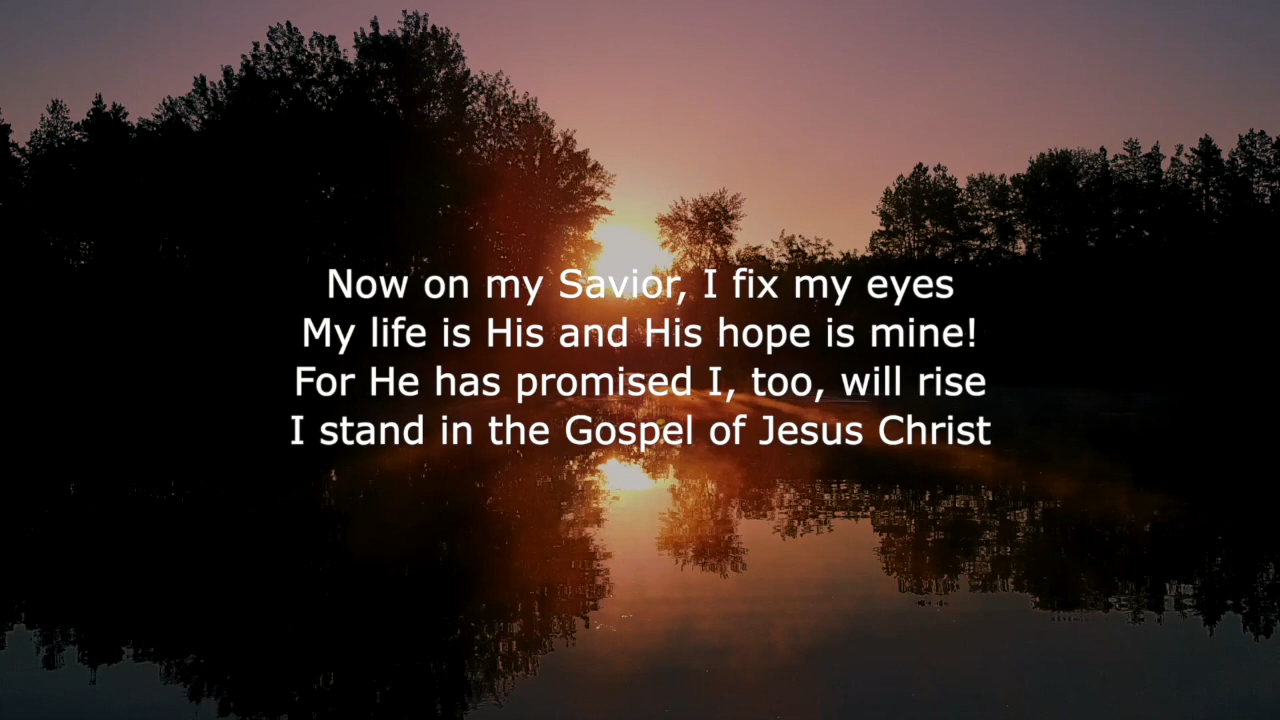 Now on my Savior, I fix my eyes
My life is His and His hope is mine!
For He has promised I, too, will rise
I stand in the Gospel of Jesus Christ